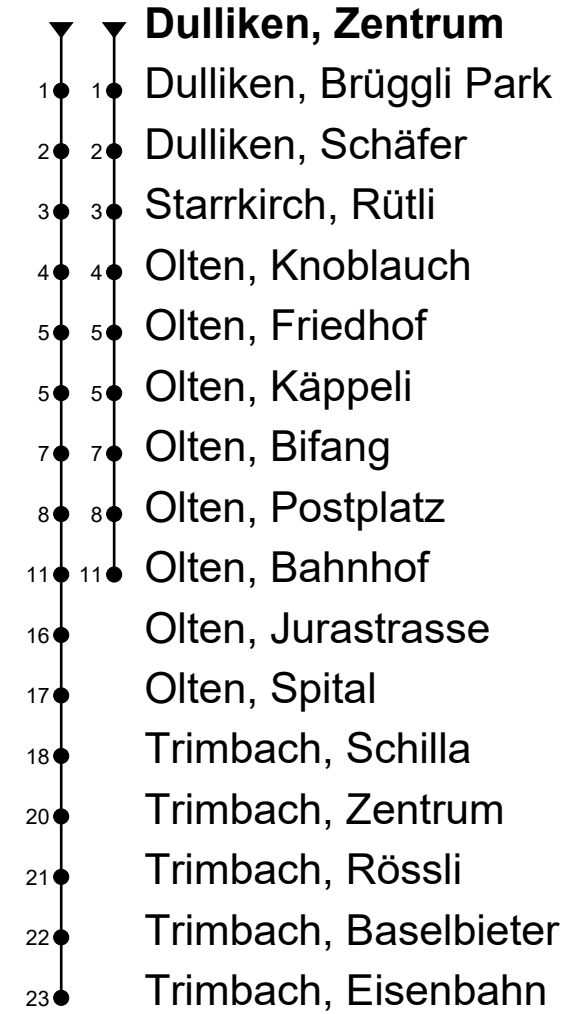 Dulliken, Zentrum
1 1 Dulliken, Brüggli Park
2 2 Dulliken, Schäfer
3 3 Starrkirch, Rütli
4 4 Olten, Knoblauch
5 5 Olten, Friedhof
5 5 Olten, Käppeli
7 7 Olten, Bifang
8 8 Olten, Postplatz
11 11 Olten, Bahnhof
16 Olten, Jurastrasse
17 Olten, Spital
18 Trimbach, Schilla
20 Trimbach, Zentrum
21 Trimbach, Rössli
22 Trimbach, Baselbieter
23 Trimbach, Eisenbahn